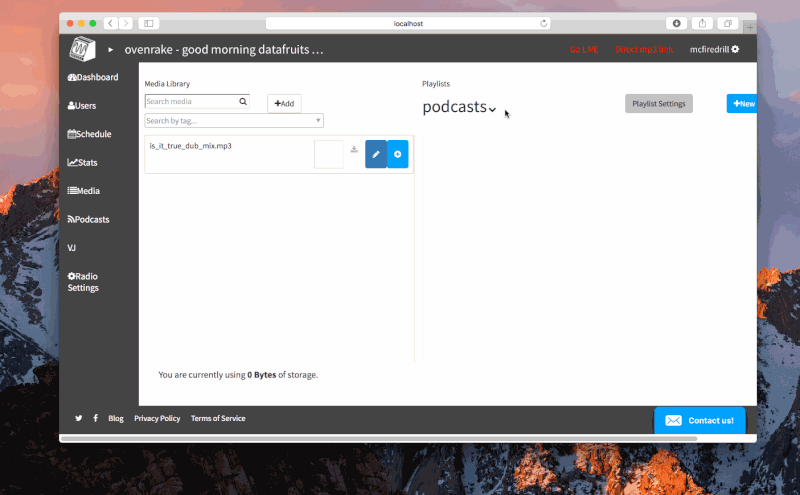 localhost
ovenrake - good morning datafruits ...
Go LIVE
Direct mp3 link
mcfiredrill
Dashboard
Users
Schedule
Stats
Media
Podcasts
VJ
Radio
Settings
Media Library
Search media
+Add
Search by tag...
is_it_true_dub_mix.mp3
You are currently using 0 Bytes of storage.
Playlists
podcasts
Playlist Settings
+New
Blog
Privacy Policy
Terms of Service
Contact us!